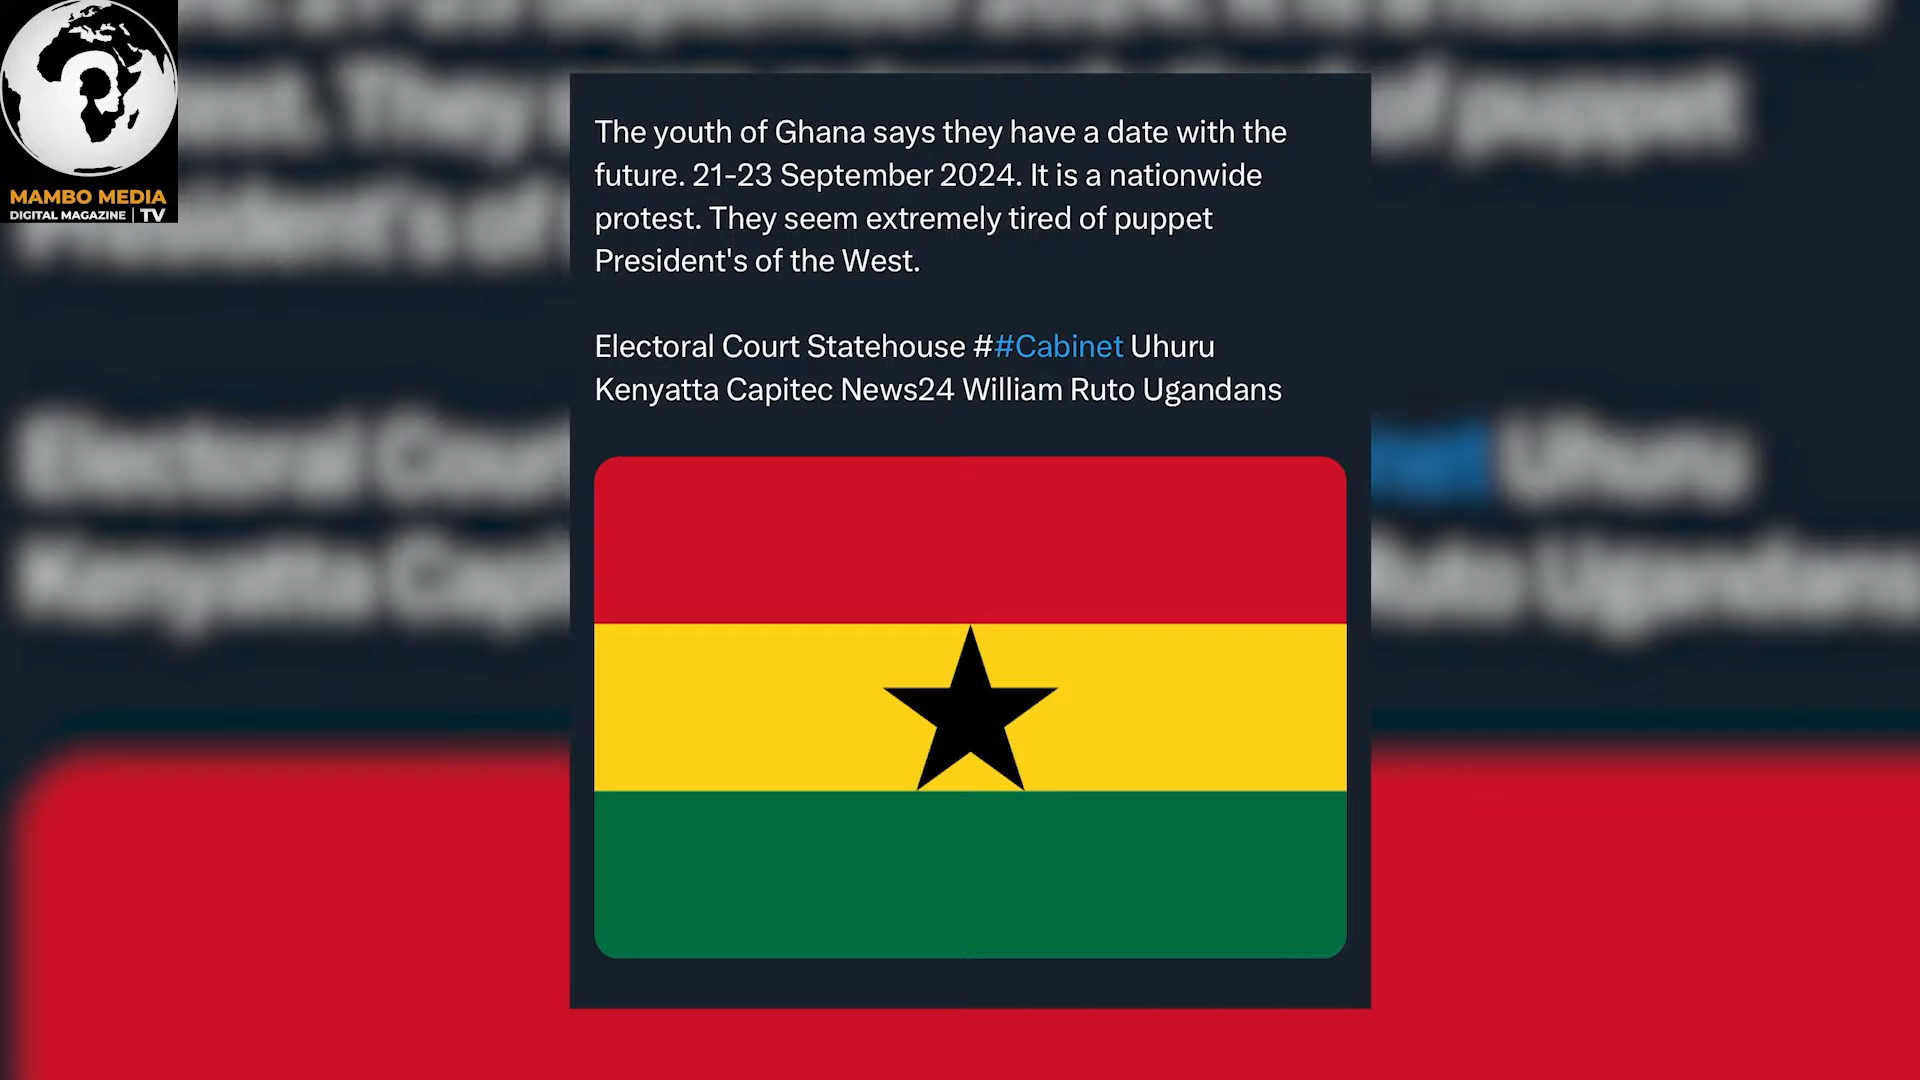 MAMBO MEDIA
DIGITAL MAGAZINE | TV
The youth of Ghana says they have a date with the
future. 21-23 September 2024. It is a nationwide
protest. They seem extremely tired of puppet
President's of the West.
Electoral Court Statehouse ##Cabinet Uhuru
Kenyatta Capitec News24 William Ruto Ugandans